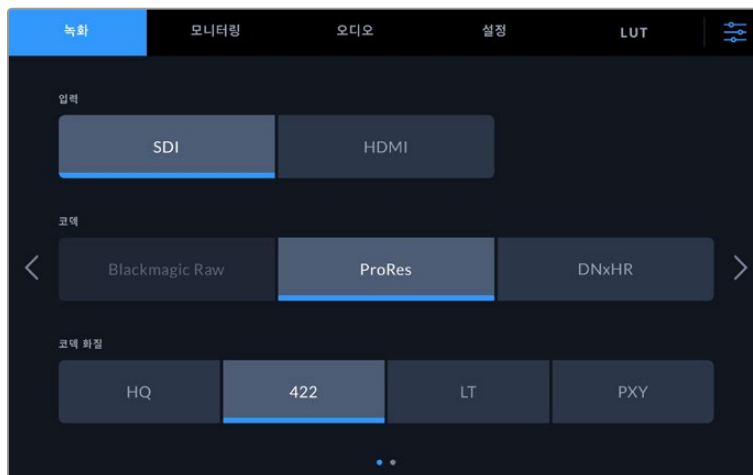 녹화 모니터링 오디오 설정 LUT
입력
SDI HDMI
코덱
Blackmagic Raw ProRes DNxHR
코덱 화질
HQ 422 LT PXY